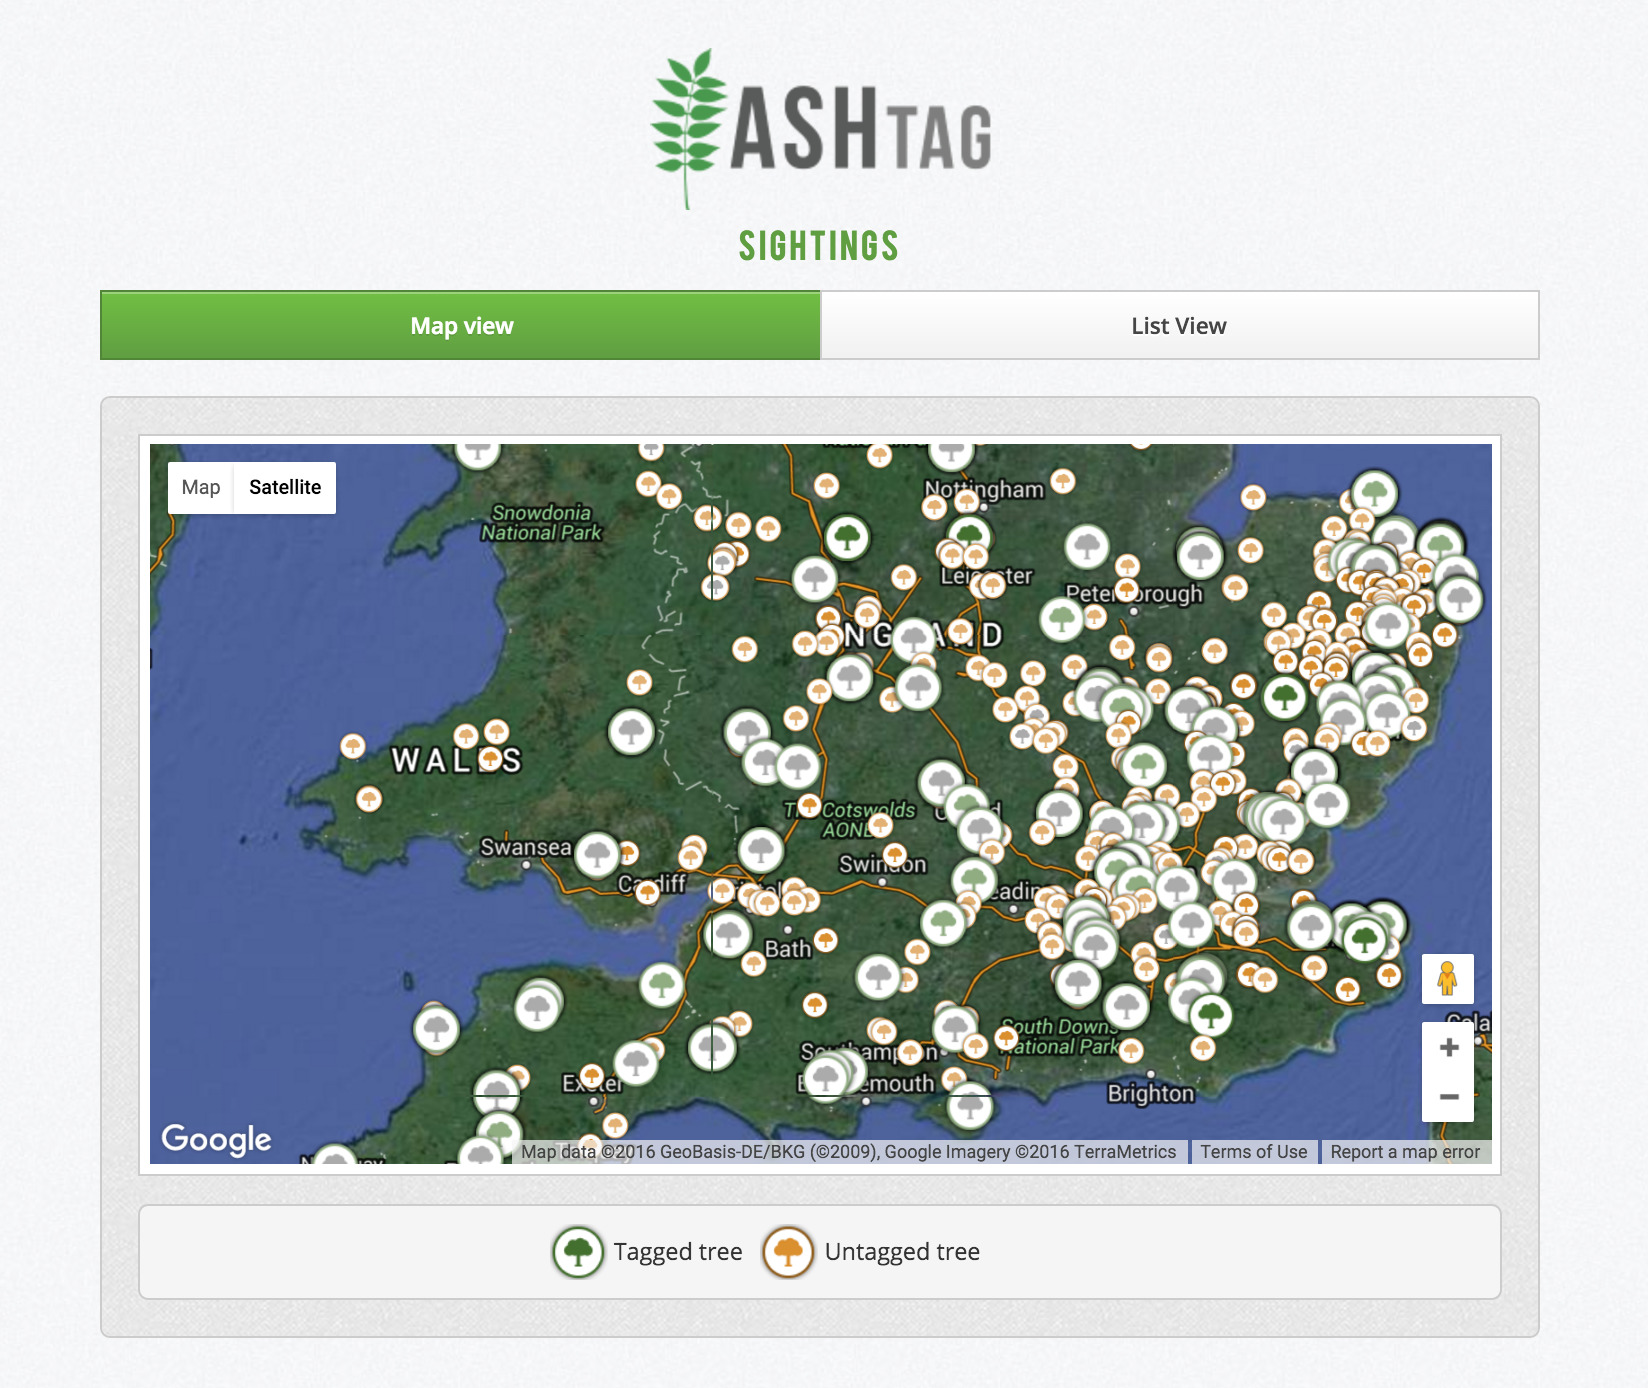 ASHTAG
SIGHTINGS
Map view
List View
Map
Satellite
Nottingham
Snowdonia
National Park
Leicester
Peterborough
ENGLAND
WALES
The Cotswolds
AONB
Swansea
Swindon
Cardiff
Bristol
Reading
Bath
South Downs
National Park
Southampton
Exeter
Bournemouth
Brighton
Google
Map data ©2016 GeoBasis-DE/BKG (©2009), Google Imagery ©2016 TerraMetrics
Terms of Use
Report a map error
Tagged tree
Untagged tree